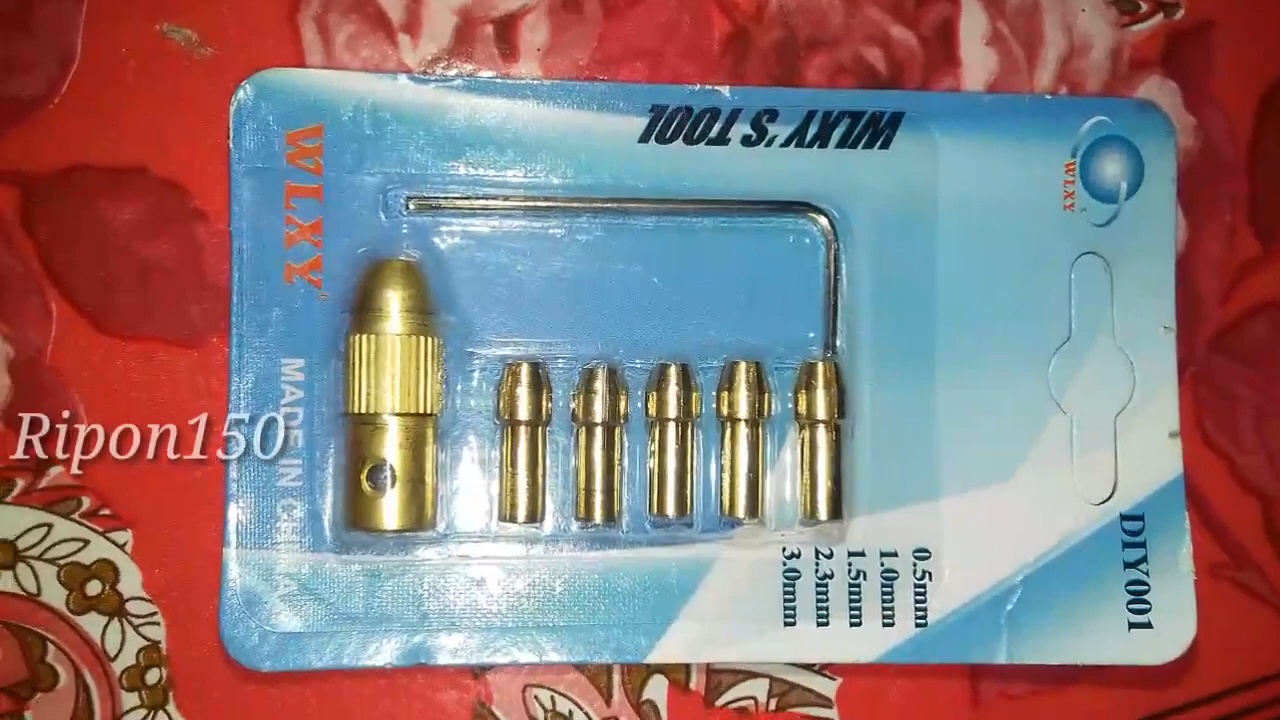 WLXY'S TOOL
WLXY
WLXY
MADE IN
DIY001
0.5mm
1.0mm
1.5mm
2.3mm
3.0mm
Ripon150